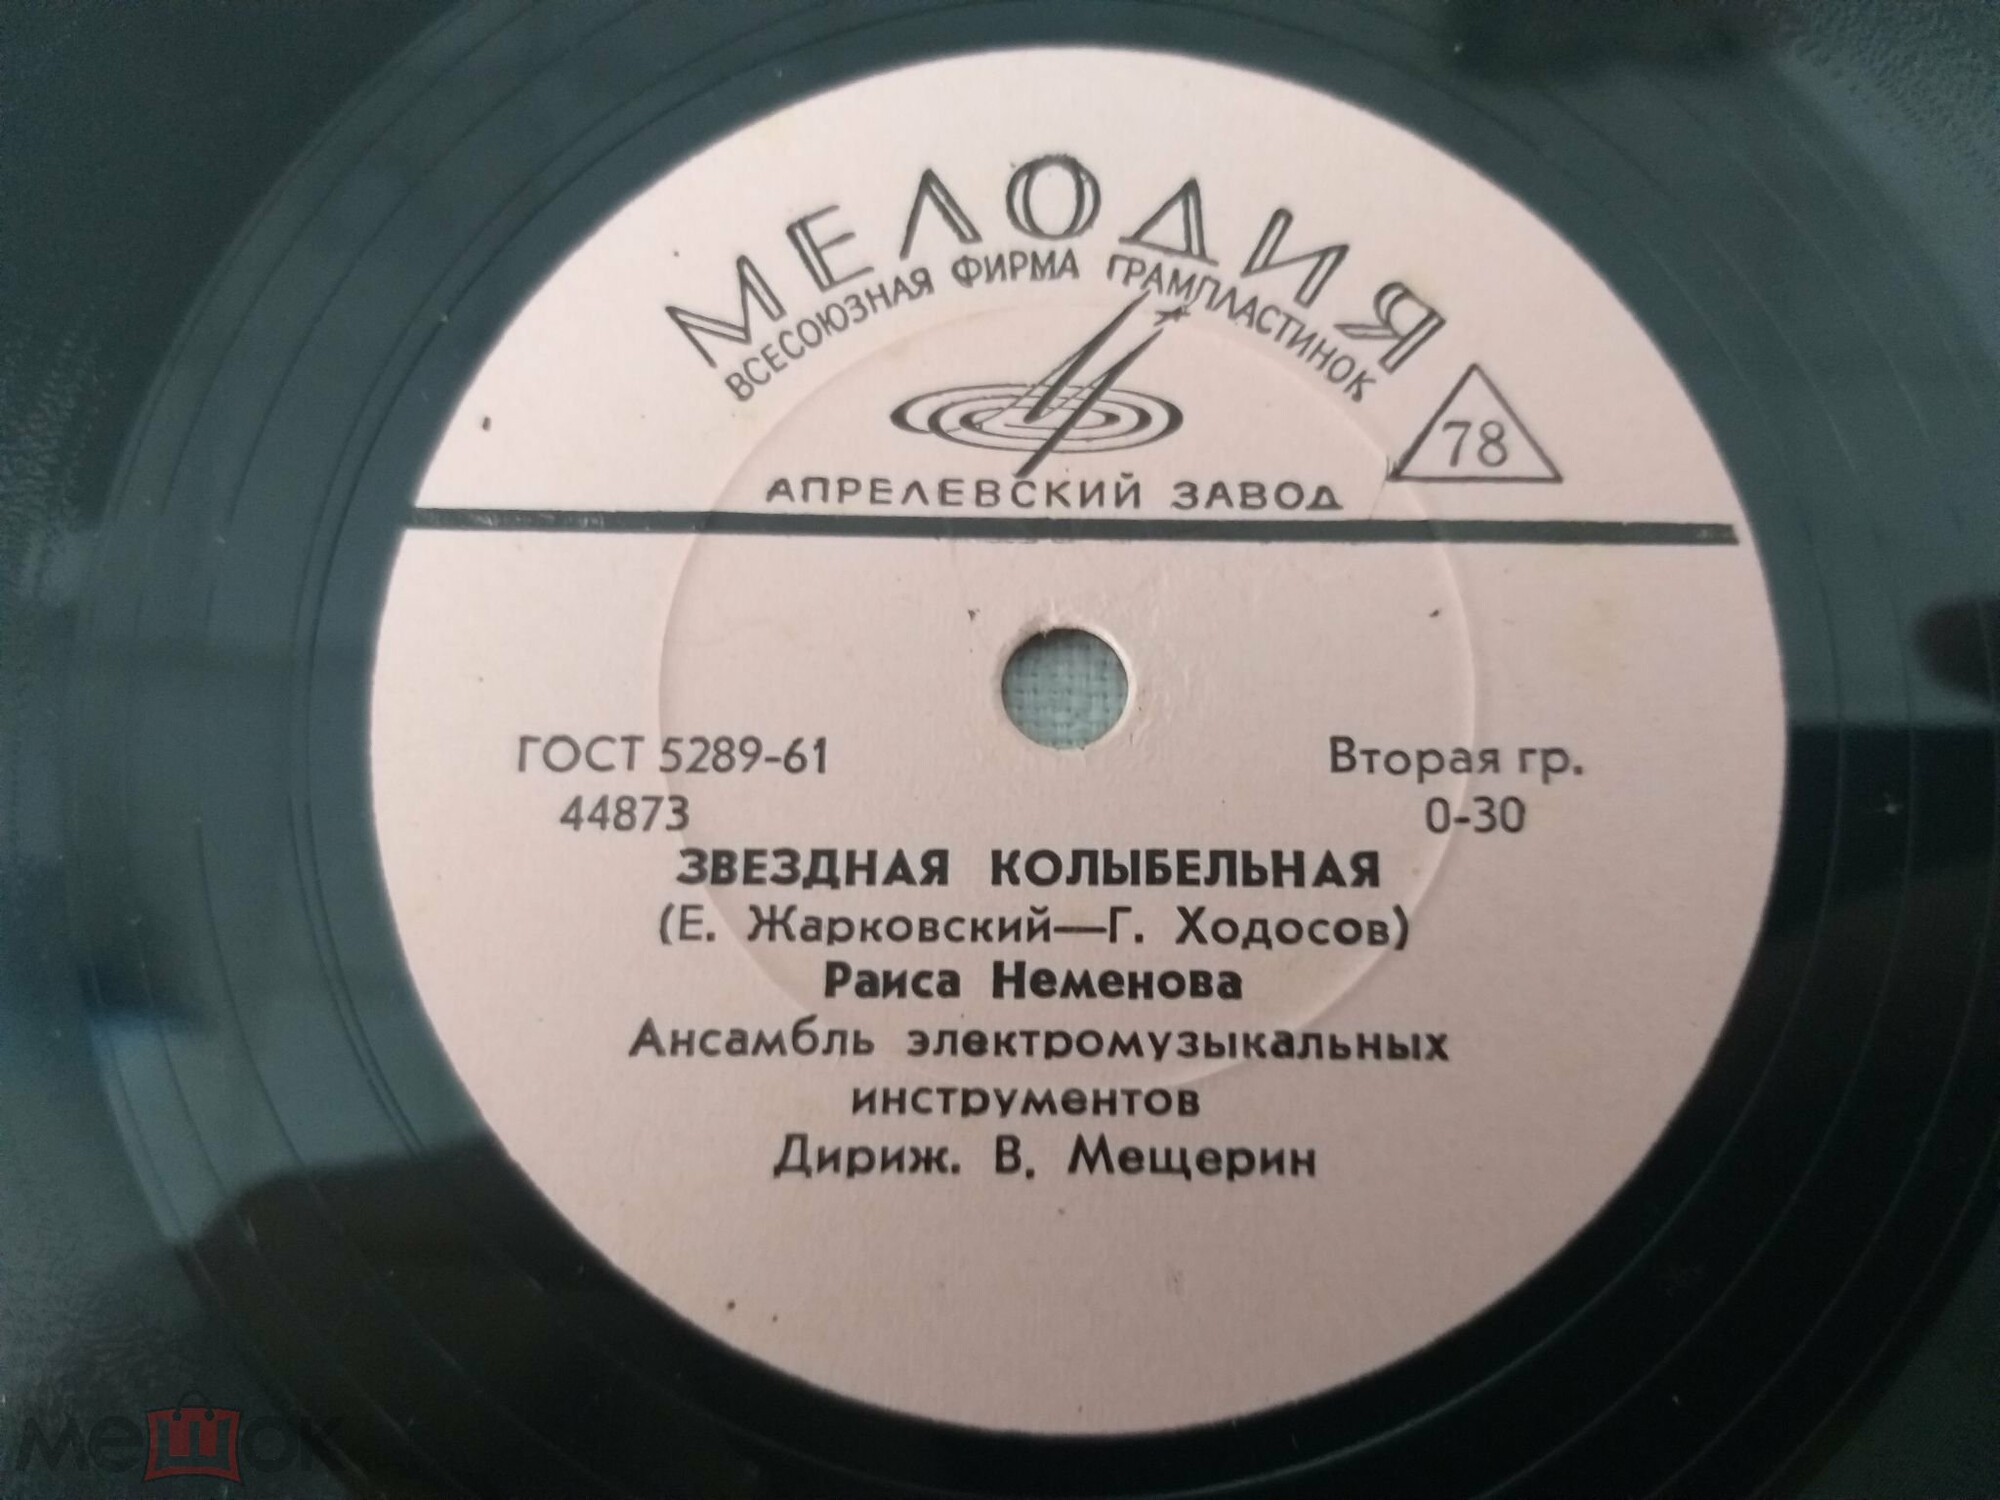 МЕЛОДИЯ
ВСЕСОЮЗНАЯ ФИРМА ГРАМПЛАСТИНОК
78
АПРЕЛЕВСКИЙ ЗАВОД
ГОСТ 5289-61 Вторая гр.
44873 0-30
ЗВЕЗДНАЯ КОЛЫБЕЛЬНАЯ
(Е. Жарковский—Г. Ходосов)
Раиса Неменова
Ансамбль электромузыкальных
инструментов
Дириж. В. Мещерин
мешок